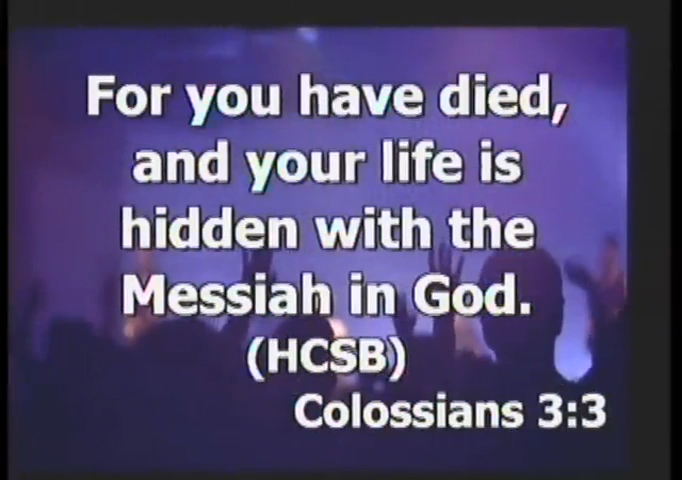 For you have died,
and your life is
hidden with the
Messiah in God.
(HCSB)
Colossians 3:3